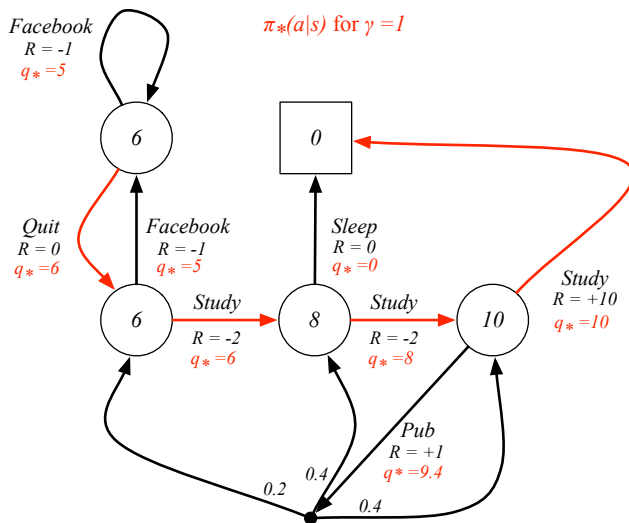 Facebook
R = -1
q* =5
π*(a|s) for γ =1
6
0
Quit
R = 0
q* =6
Facebook
R = -1
q* =5
Sleep
R = 0
q* =0
Study
R = +10
q* =10
6
Study
R = -2
q* =6
8
Study
R = -2
q* =8
10
Pub
R = +1
q* =9.4
0.2
0.4
0.4